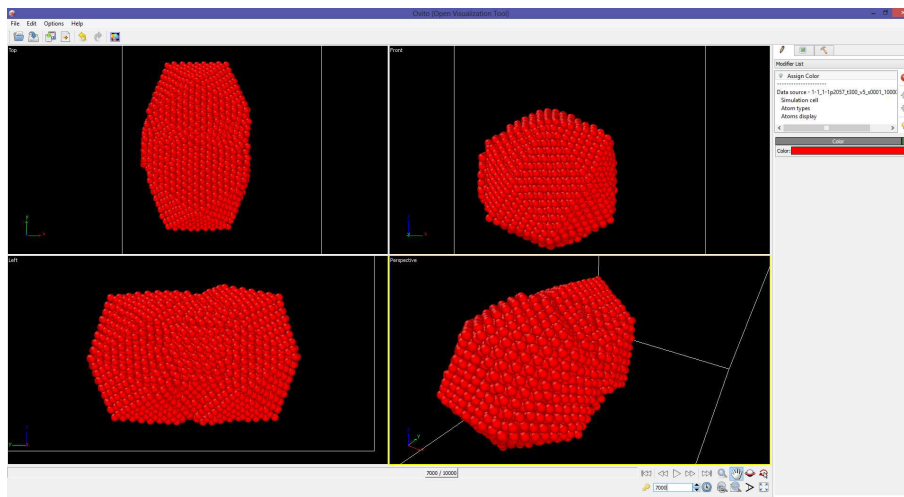 Ovito (Open Visualization Tool)
File Edit Options Help
Top
Front
Left
Perspective
Modifier List
Assign Color
Data source - 1-1_1-1p2057_t300_v5_s0001_10000
Simulation cell
Atom types
Atoms display
Color
Color:
7000 / 10000
7000